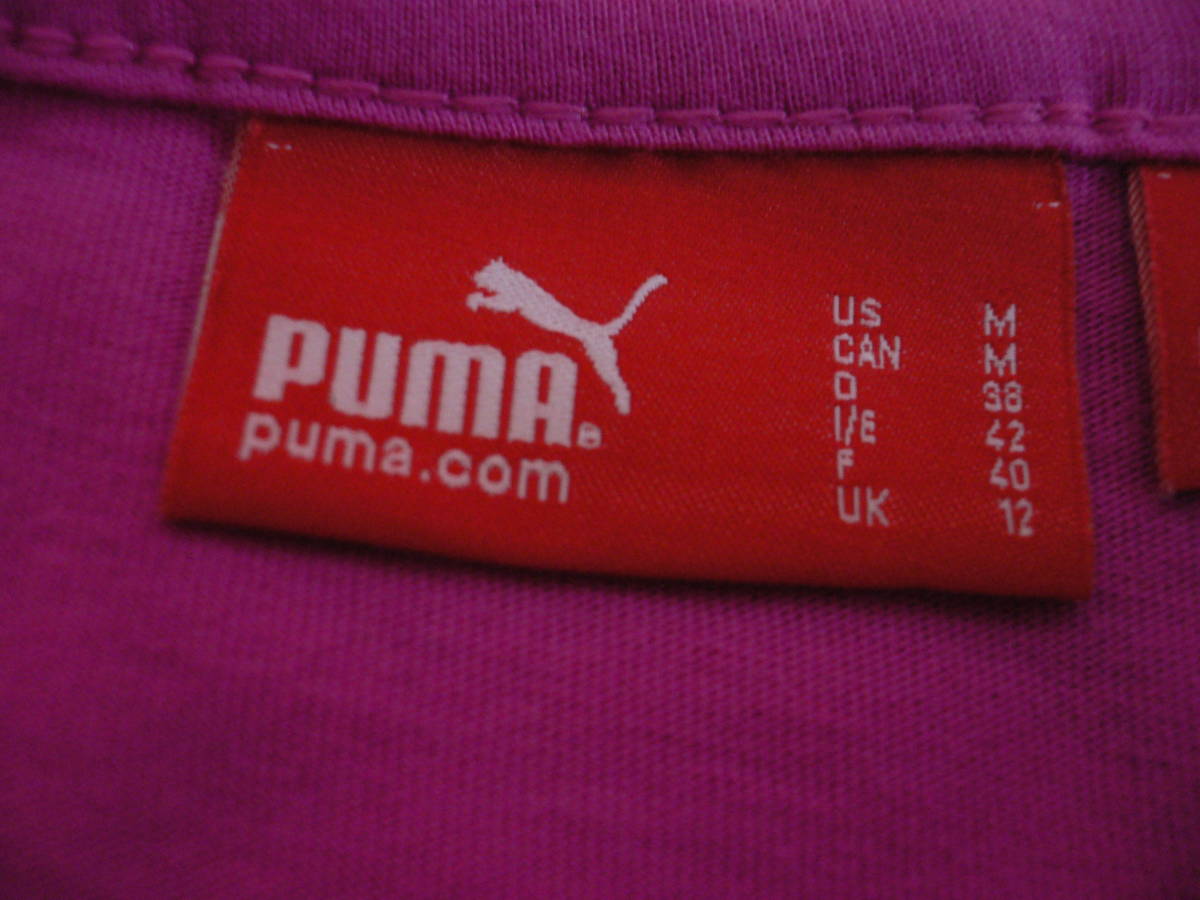 PUMA®
puma.com
US M
CAN M
D 38
I/E 42
F 40
UK 12